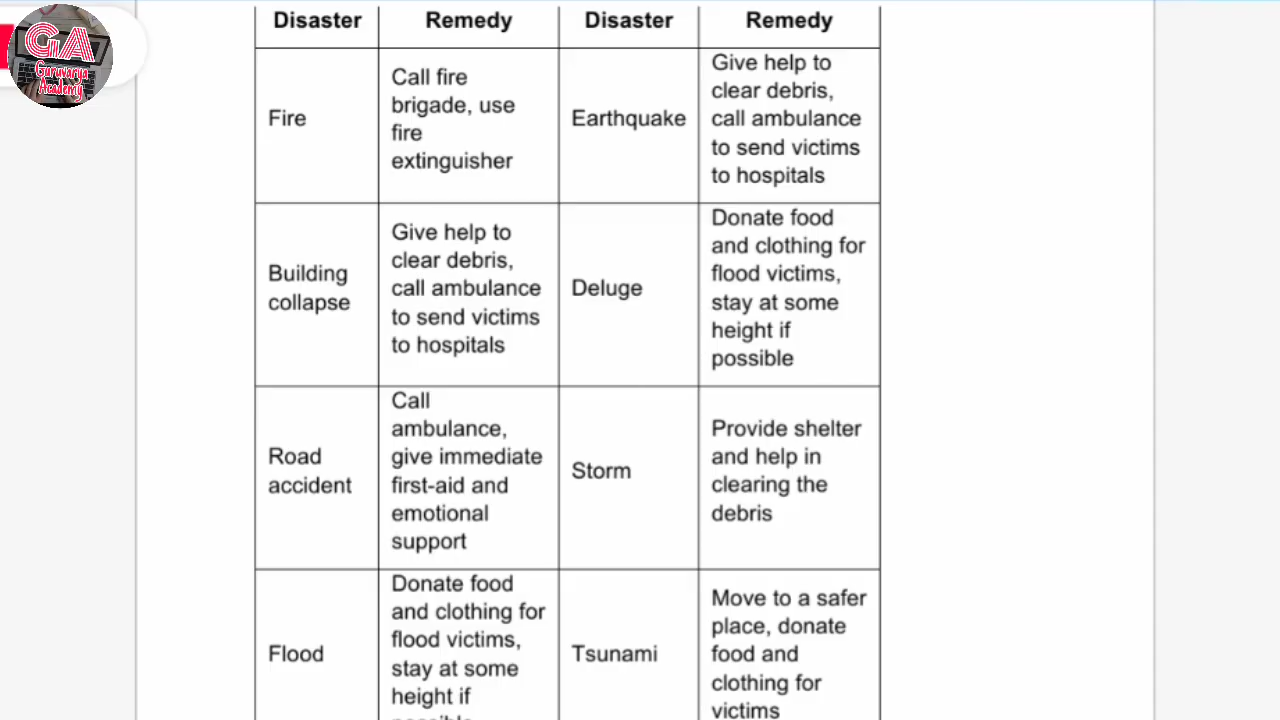 GA
Guruvarya
Academy
Disaster
Remedy
Disaster
Remedy
Fire
Call fire
brigade, use
fire
extinguisher
Earthquake
Give help to
clear debris,
call ambulance
to send victims
to hospitals
Building
collapse
Give help to
clear debris,
call ambulance
to send victims
to hospitals
Deluge
Donate food
and clothing for
flood victims,
stay at some
height if
possible
Road
accident
Call
ambulance,
give immediate
first-aid and
emotional
support
Storm
Provide shelter
and help in
clearing the
debris
Flood
Donate food
and clothing for
flood victims,
stay at some
height if
Tsunami
Move to a safer
place, donate
food and
clothing for
victims